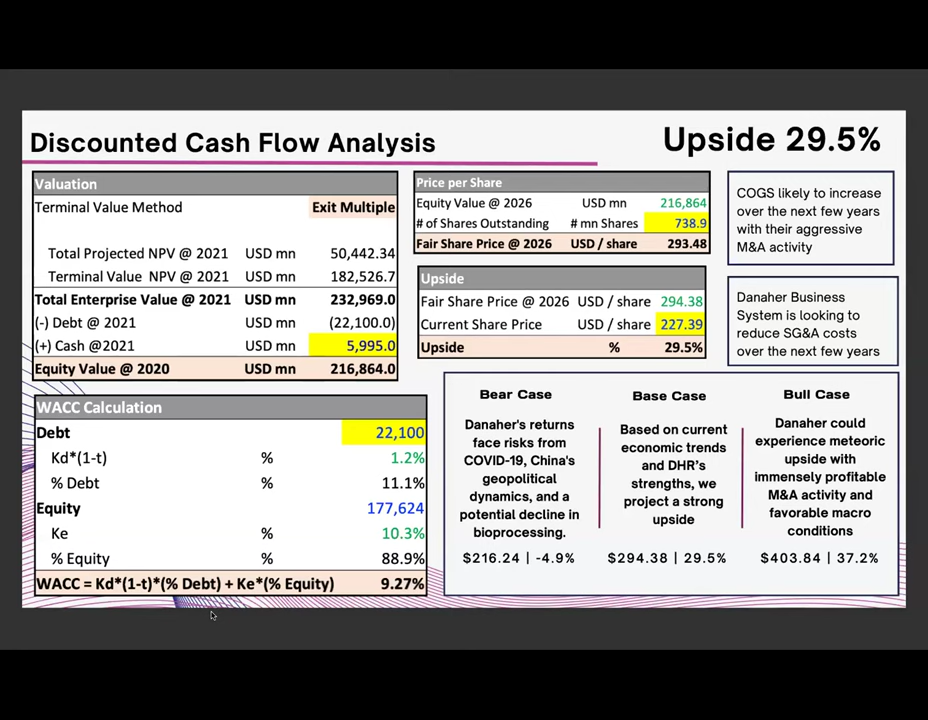 Discounted Cash Flow Analysis
Upside 29.5%
Valuation
Terminal Value Method Exit Multiple
Total Projected NPV @ 2021 USD mn 50,442.34
Terminal Value NPV @ 2021 USD mn 182,526.7
Total Enterprise Value @ 2021 USD mn 232,969.0
(-) Debt @ 2021 USD mn (22,100.0)
(+) Cash @2021 USD mn 5,995.0
Equity Value @ 2020 USD mn 216,864.0
WACC Calculation
Debt 22,100
Kd*(1-t) % 1.2%
% Debt % 11.1%
Equity 177,624
Ke % 10.3%
% Equity % 88.9%
WACC = Kd*(1-t)*(% Debt) + Ke*(% Equity) 9.27%
Price per Share
Equity Value @ 2026 USD mn 216,864
# of Shares Outstanding # mn Shares 738.9
Fair Share Price @ 2026 USD / share 293.48
Upside
Fair Share Price @ 2026 USD / share 294.38
Current Share Price USD / share 227.39
Upside % 29.5%
COGS likely to increase
over the next few years
with their aggressive
M&A activity
Danaher Business
System is looking to
reduce SG&A costs
over the next few years
Bear Case
Danaher's returns
face risks from
COVID-19, China's
geopolitical
dynamics, and a
potential decline in
bioprocessing.
$216.24 | -4.9%
Base Case
Based on current
economic trends
and DHR's
strengths, we
project a strong
upside
$294.38 | 29.5%
Bull Case
Danaher could
experience meteoric
upside with
immensely profitable
M&A activity and
favorable macro
conditions
$403.84 | 37.2%